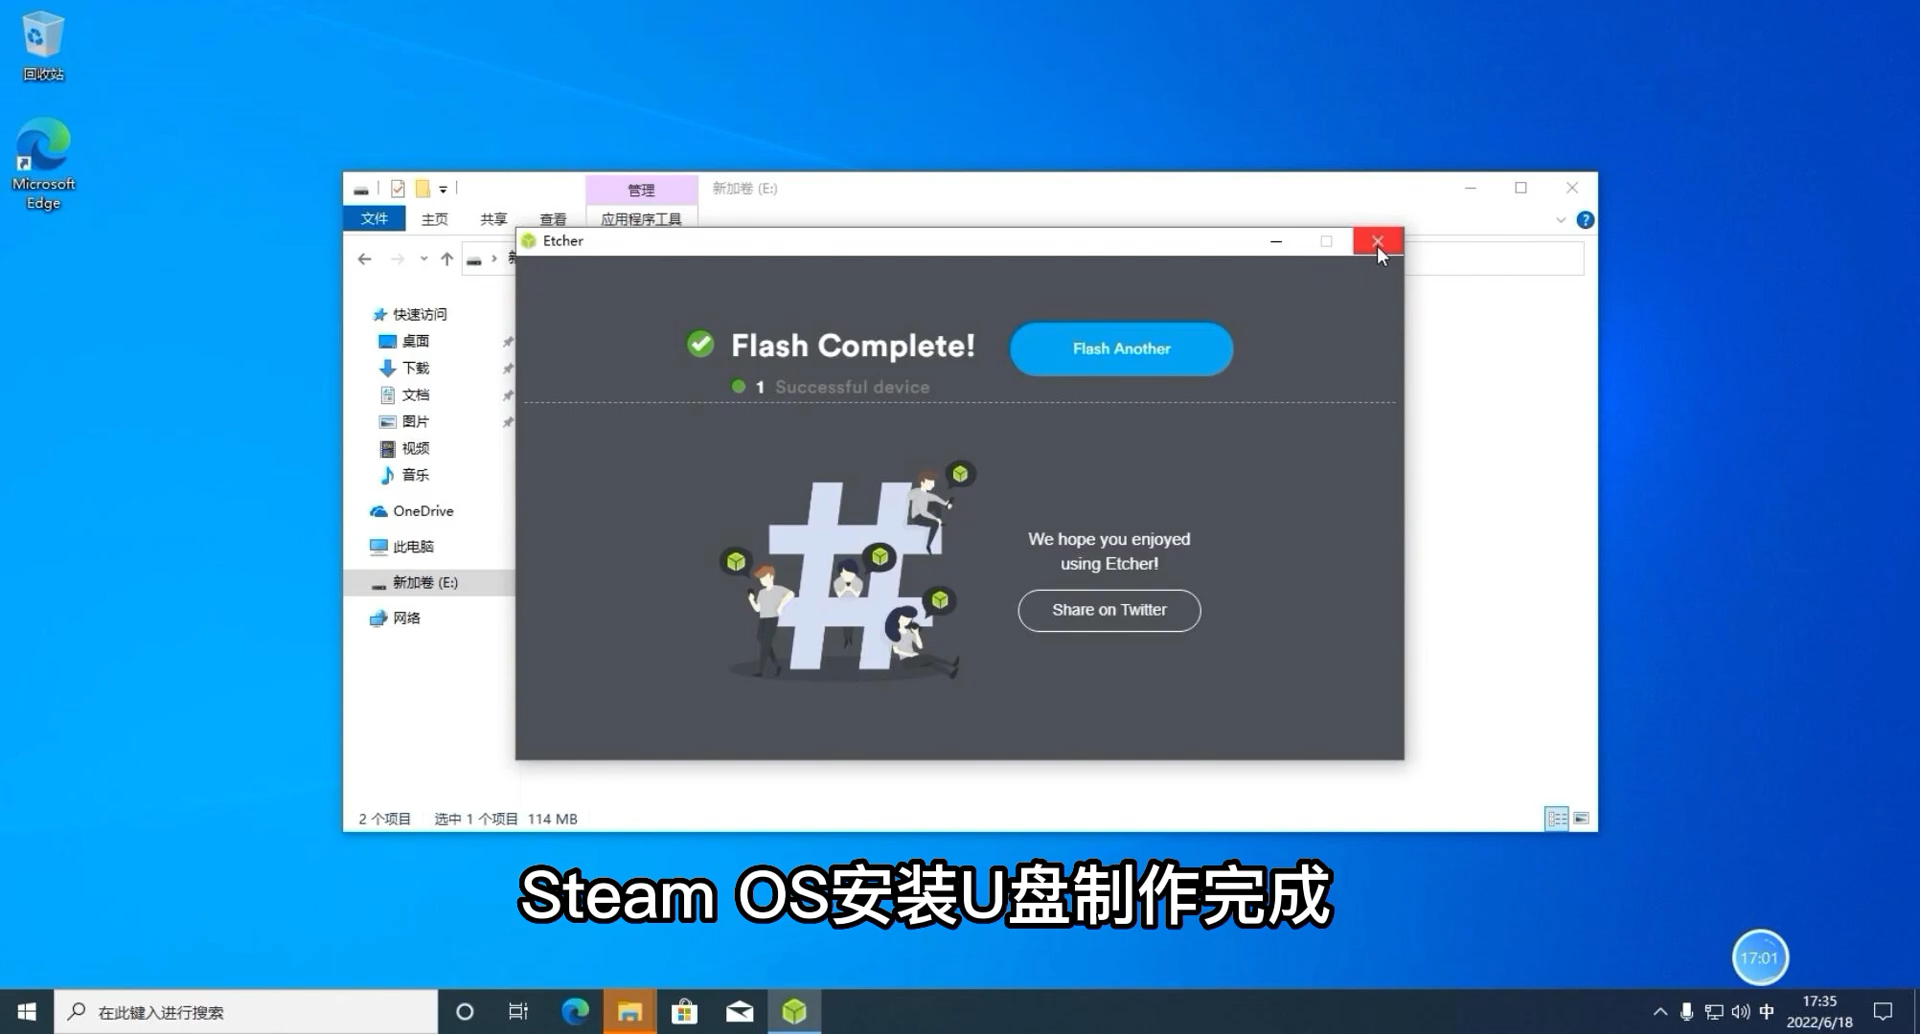 回收站
Microsoft
Edge
管理
新加卷 (E:)
文件
主页
共享
查看
应用程序工具
Etcher
快速访问
桌面
下载
文档
图片
视频
音乐
OneDrive
此电脑
新加卷 (E:)
网络
Flash Complete!
Flash Another
1 Successful device
We hope you enjoyed
using Etcher!
Share on Twitter
2 个项目
选中 1 个项目 114 MB
Steam OS安装U盘制作完成
17:01
在此键入进行搜索
中
17:35
2022/6/18